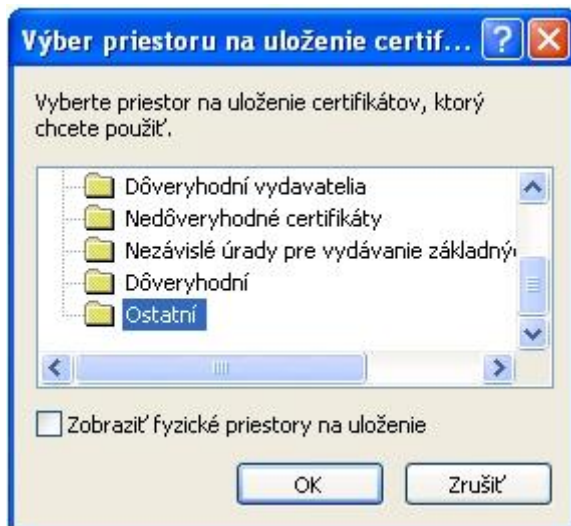 Výber priestoru na uloženie certif...
Vyberte priestor na uloženie certifikátov, ktorý
chcete použiť.
Dôveryhodní vydavatelia
Nedôveryhodné certifikáty
Nezávislé úrady pre vydávanie
Dôveryhodní
Ostatní
Zobraziť fyzické priestory na uloženie
OK
Zrušiť